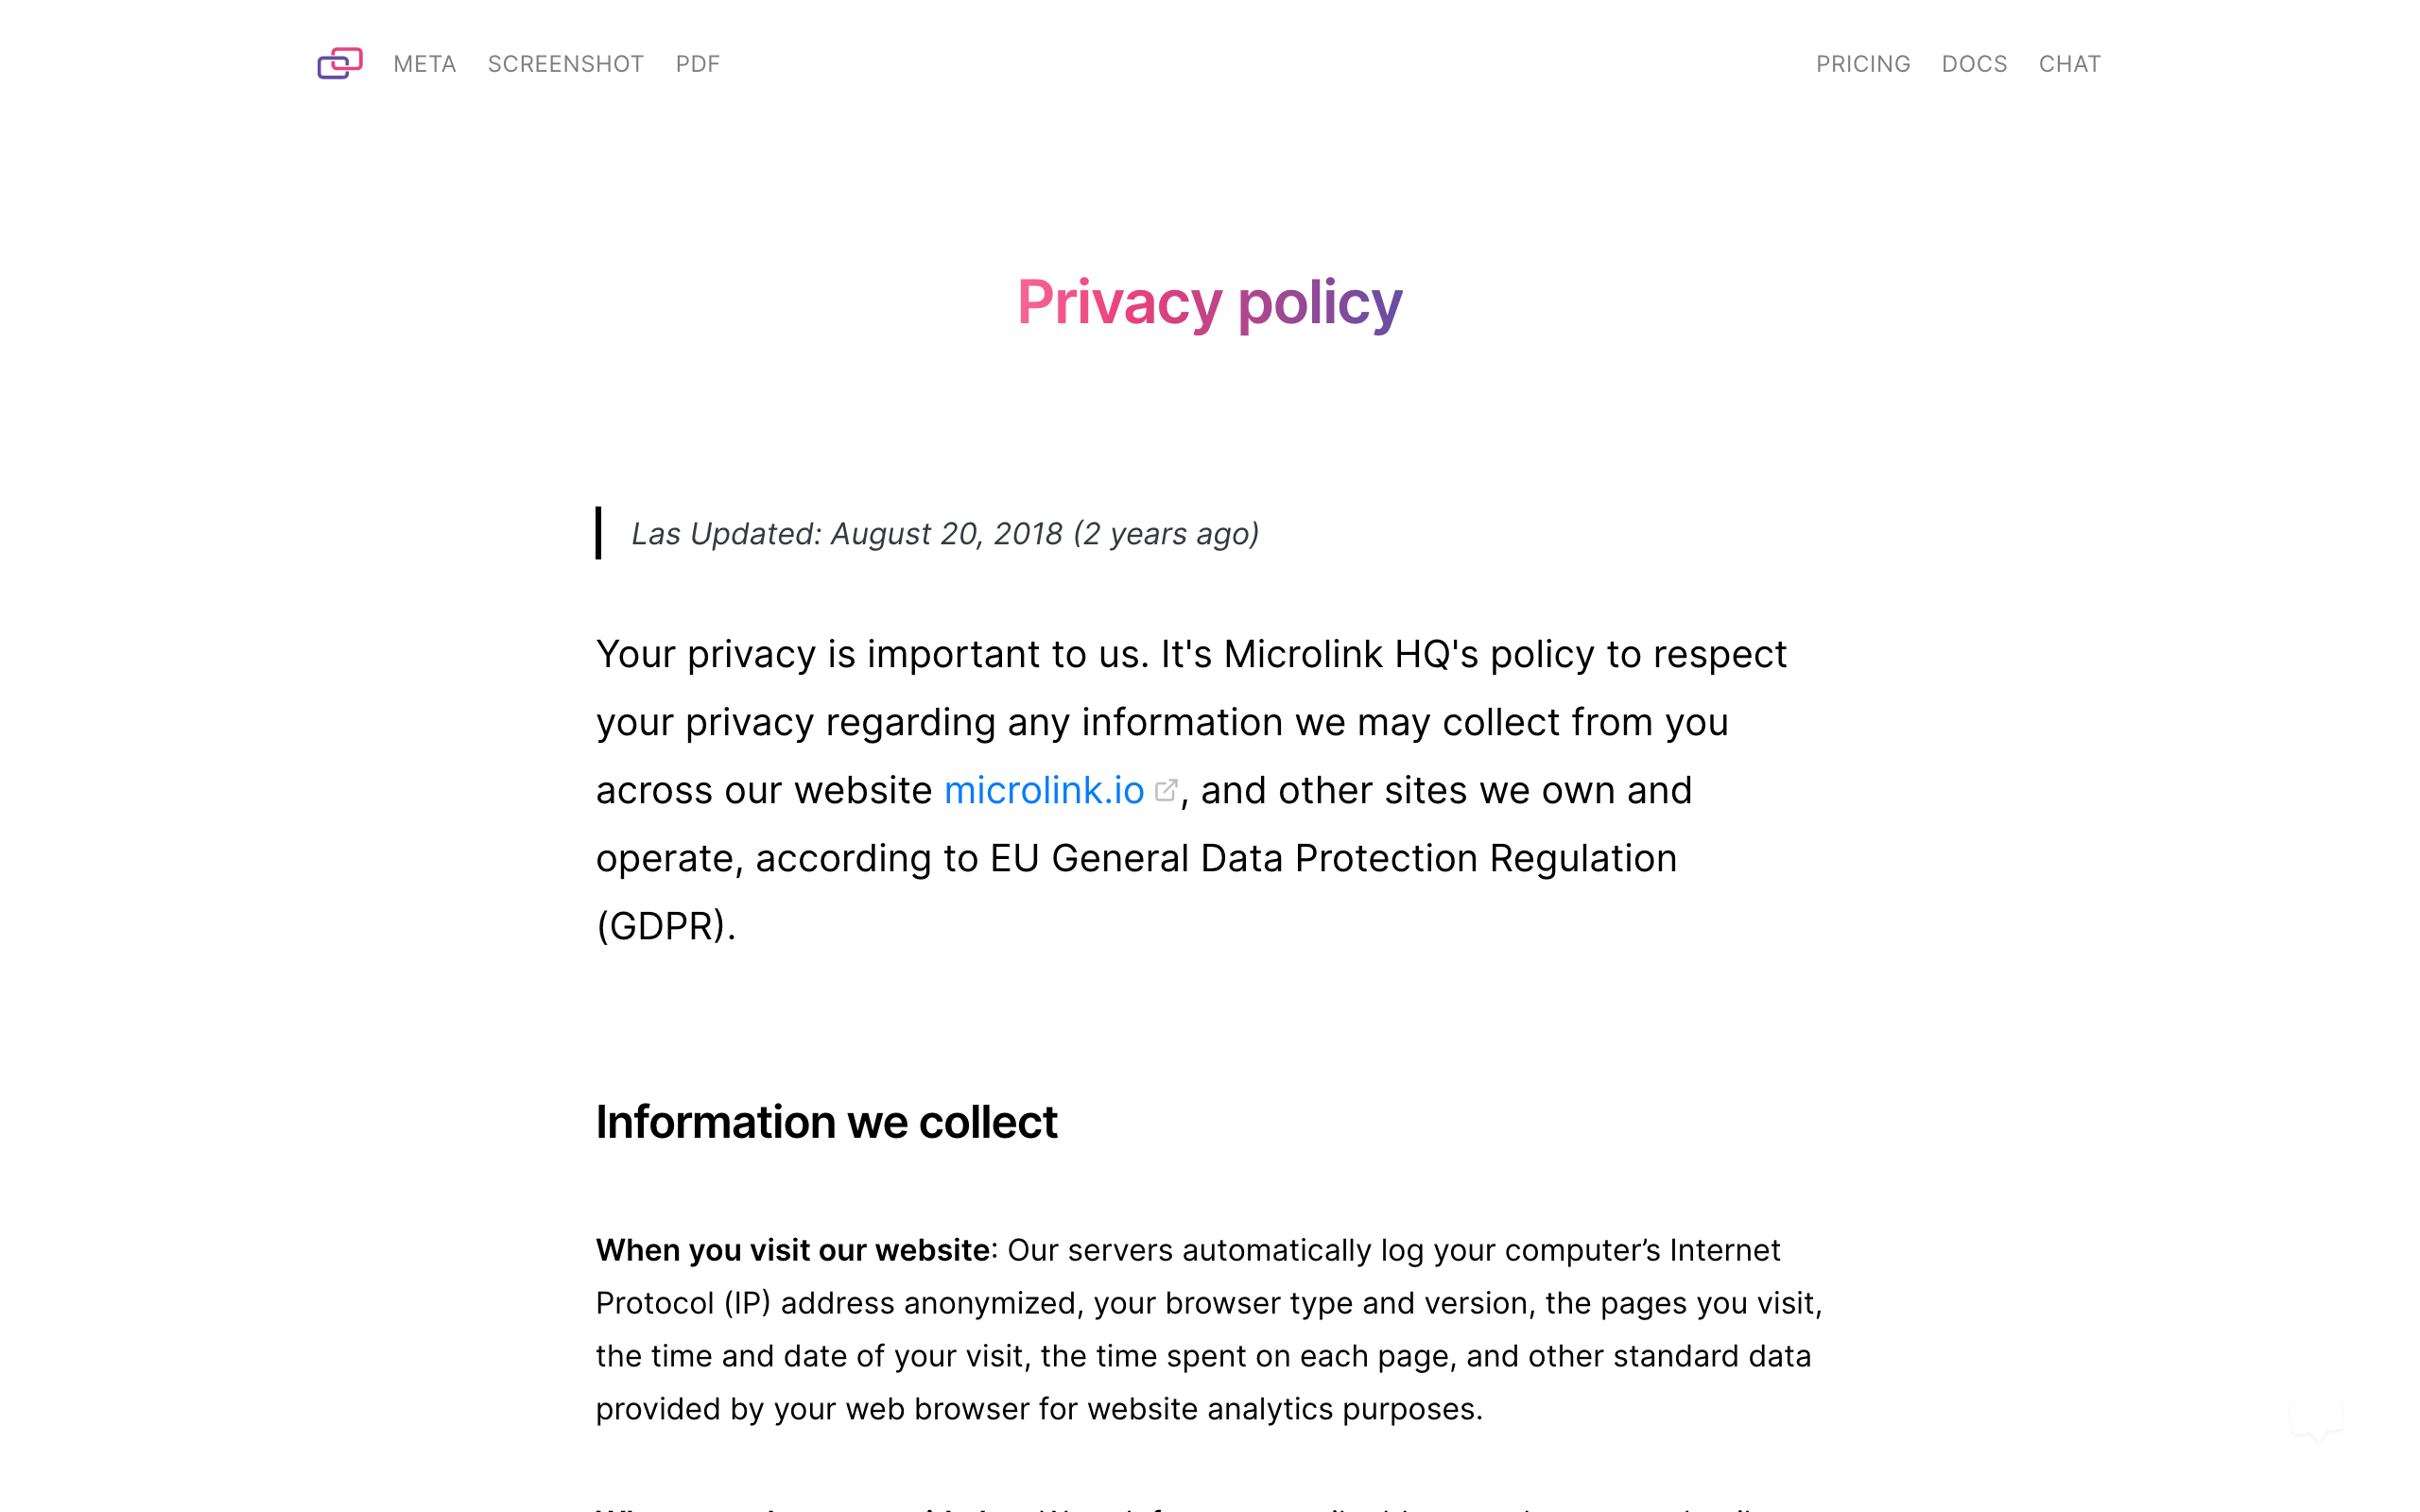 META SCREENSHOT PDF PRICING DOCS CHAT
Privacy policy
Las Updated: August 20, 2018 (2 years ago)
Your privacy is important to us. It's Microlink HQ's policy to respect
your privacy regarding any information we may collect from you
across our website microlink.io, and other sites we own and
operate, according to EU General Data Protection Regulation
(GDPR).
Information we collect
When you visit our website: Our servers automatically log your computer’s Internet
Protocol (IP) address anonymized, your browser type and version, the pages you visit,
the time and date of your visit, the time spent on each page, and other standard data
provided by your web browser for website analytics purposes.